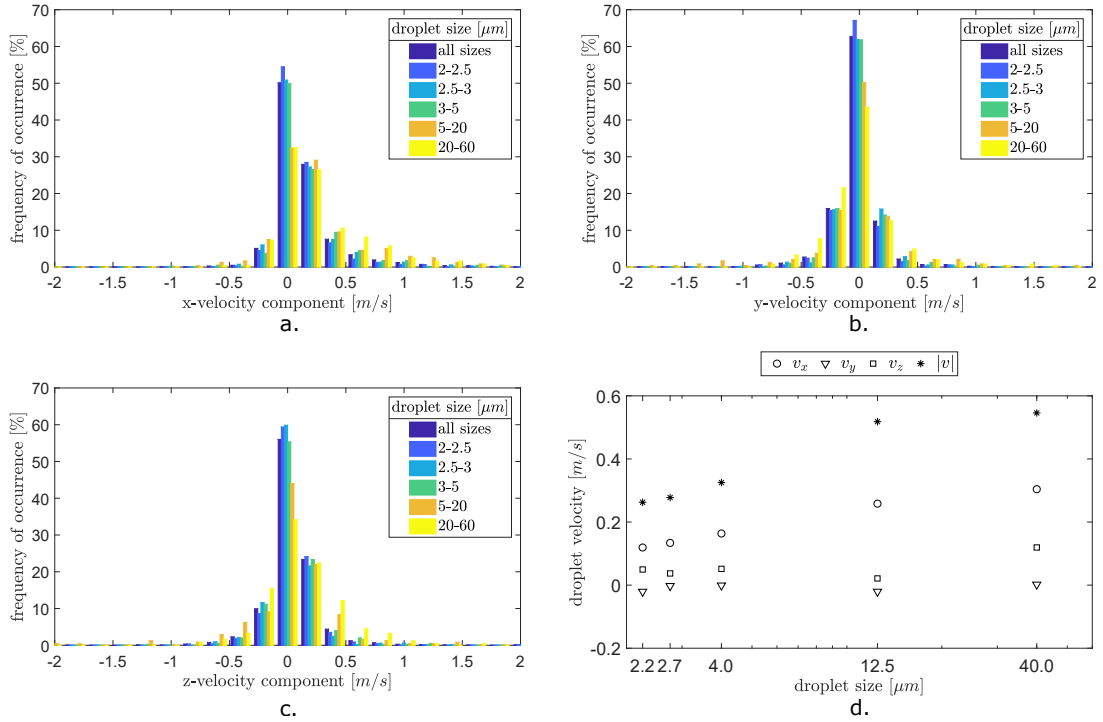 droplet size [μm]
all sizes
2-2.5
2.5-3
3-5
5-20
20-60
frequency of occurrence [%]
70
60
50
40
30
20
10
0
-2 -1.5 -1 -0.5 0 0.5 1 1.5 2
x-velocity component [m/s]
a.
droplet size [μm]
all sizes
2-2.5
2.5-3
3-5
5-20
20-60
frequency of occurrence [%]
70
60
50
40
30
20
10
0
-2 -1.5 -1 -0.5 0 0.5 1 1.5 2
y-velocity component [m/s]
b.
droplet size [μm]
all sizes
2-2.5
2.5-3
3-5
5-20
20-60
frequency of occurrence [%]
70
60
50
40
30
20
10
0
-2 -1.5 -1 -0.5 0 0.5 1 1.5 2
z-velocity component [m/s]
c.
v_x v_y v_z |v|
droplet velocity [m/s]
0.6
0.4
0.2
0
-0.2
2.2 2.7 4.0 12.5 40.0
droplet size [μm]
d.